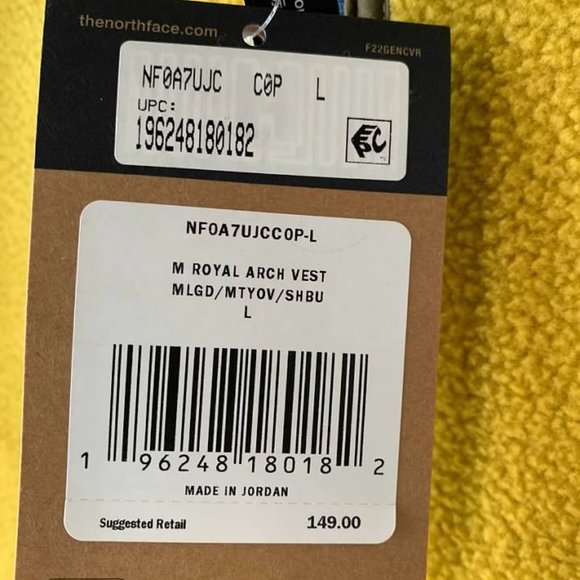 thenorthface.com
F22GENCVR
NF0A7UJC C0P L
UPC:
196248180182
EPC
NF0A7UJCC0P-L
M ROYAL ARCH VEST
MLGD/MTYOV/SHBU
L
1 96248 18018 2
MADE IN JORDAN
Suggested Retail 149.00